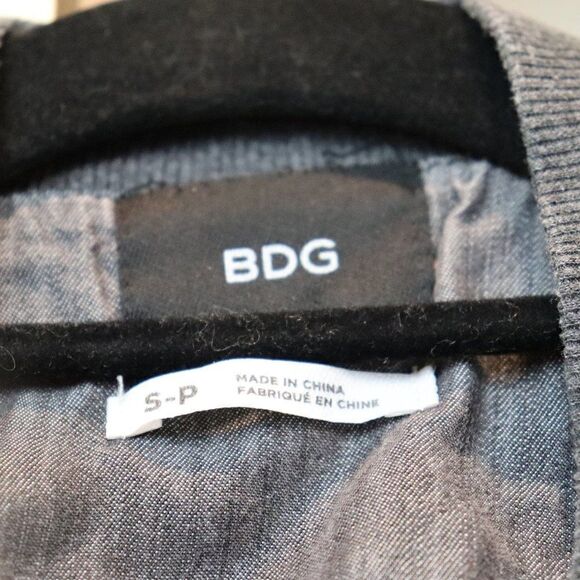 BDG
S-P
MADE IN CHINA
FABRIQUÉ EN CHINE